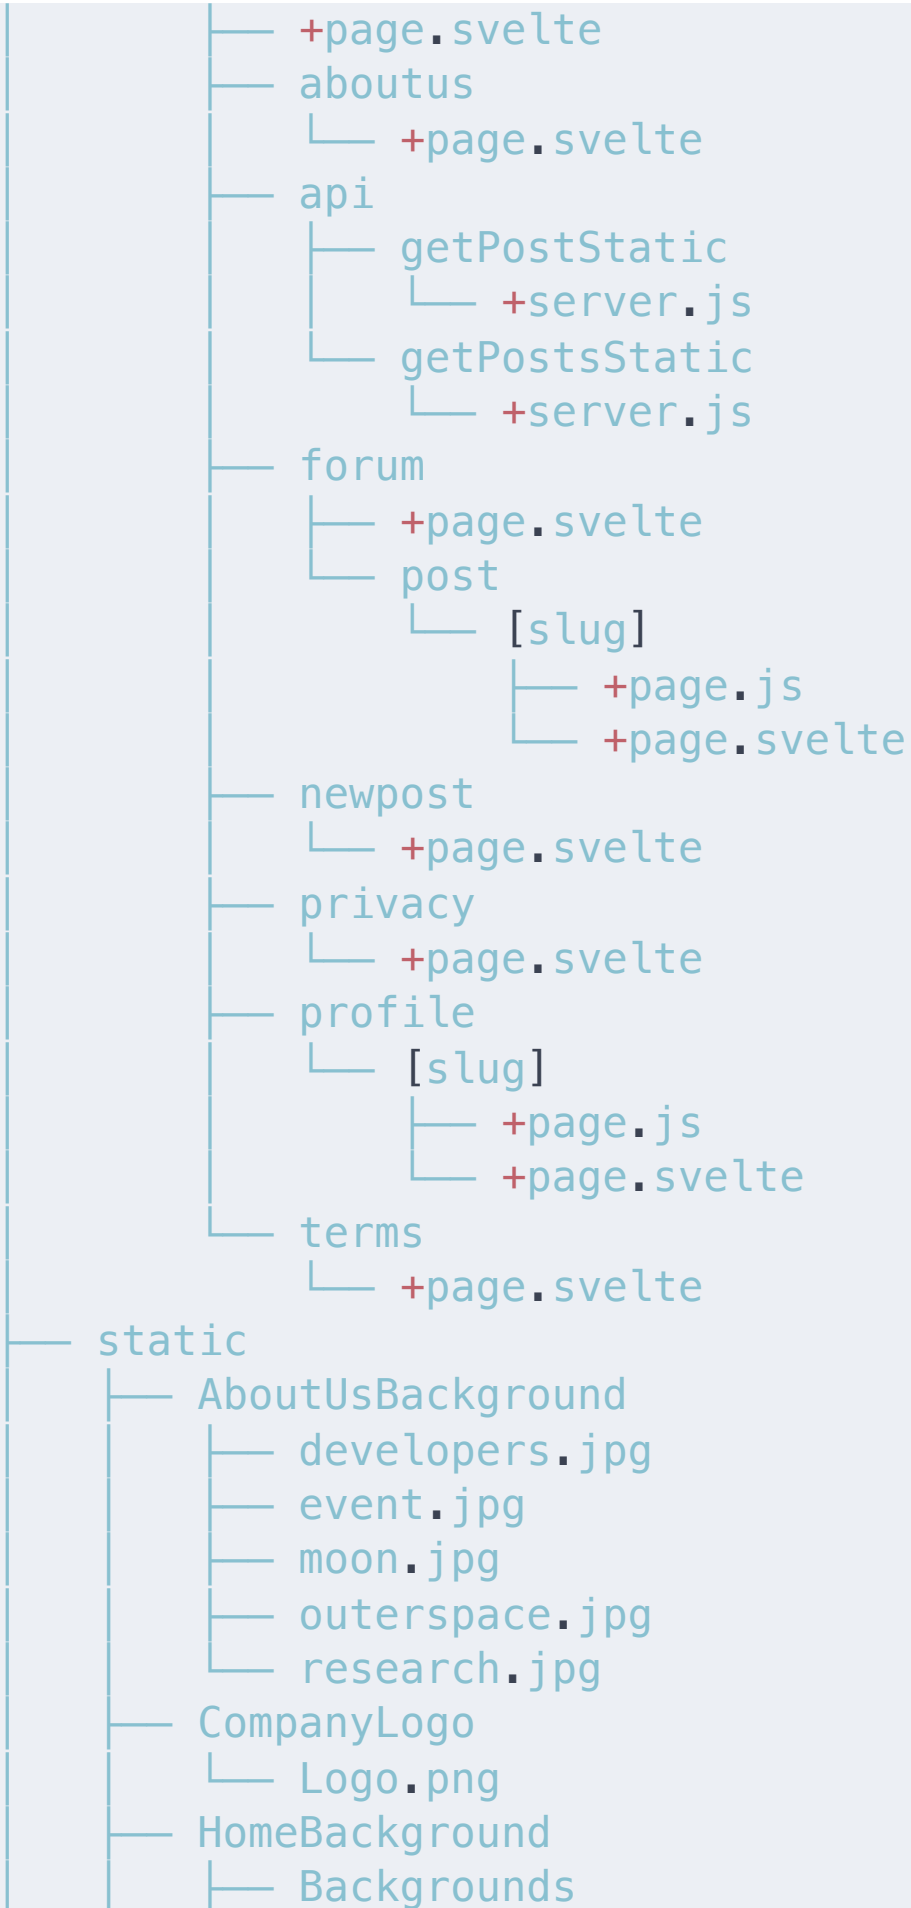 ├── +page.svelte
├── aboutus
└── +page.svelte
├── api
├── getPostStatic
└── +server.js
└── getPostsStatic
└── +server.js
├── forum
├── +page.svelte
└── post
└── [slug]
├── +page.js
└── +page.svelte
├── newpost
└── +page.svelte
├── privacy
└── +page.svelte
├── profile
└── [slug]
├── +page.js
└── +page.svelte
└── terms
└── +page.svelte
├── static
├── AboutUsBackground
├── developers.jpg
├── event.jpg
├── moon.jpg
├── outerspace.jpg
└── research.jpg
├── CompanyLogo
└── Logo.png
├── HomeBackground
├── Backgrounds